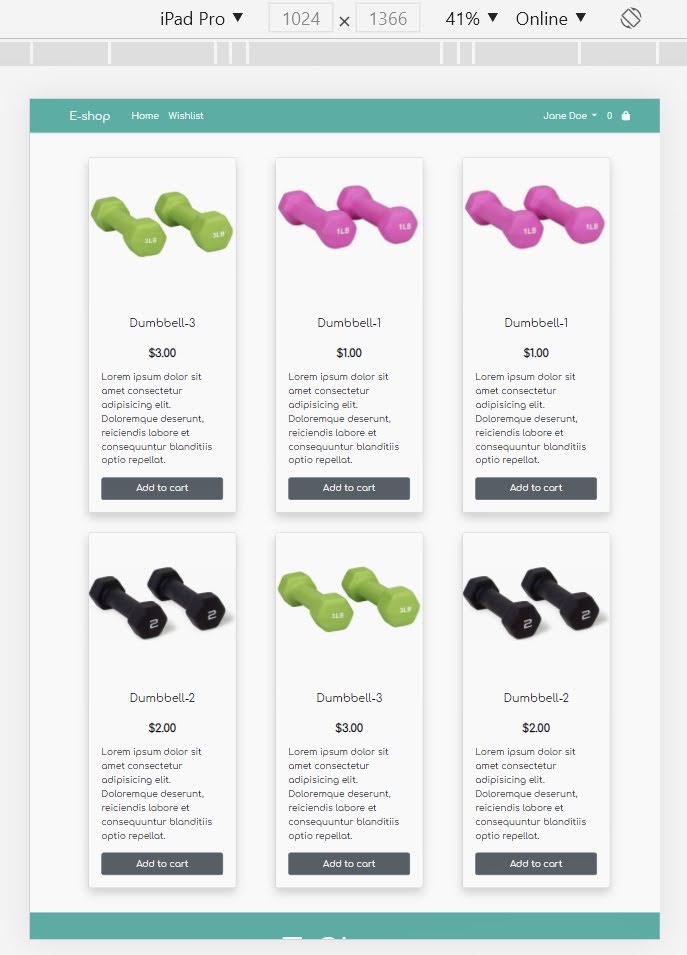 iPad Pro ▼ 1024 × 1366 41% ▼ Online ▼
E-shop Home Wishlist Jane Doe 0
3LB 3LB
1LB 1LB
1LB 1LB
Dumbbell-3
$3.00
Lorem ipsum dolor sit
amet consectetur
adipisicing elit.
Doloremque deserunt,
reiciendis labore et
consequuntur blanditiis
optio repellat.
Add to cart
Dumbbell-1
$1.00
Lorem ipsum dolor sit
amet consectetur
adipisicing elit.
Doloremque deserunt,
reiciendis labore et
consequuntur blanditiis
optio repellat.
Add to cart
Dumbbell-1
$1.00
Lorem ipsum dolor sit
amet consectetur
adipisicing elit.
Doloremque deserunt,
reiciendis labore et
consequuntur blanditiis
optio repellat.
Add to cart
2 2
3LB 3LB
2 2
Dumbbell-2
$2.00
Lorem ipsum dolor sit
amet consectetur
adipisicing elit.
Doloremque deserunt,
reiciendis labore et
consequuntur blanditiis
optio repellat.
Add to cart
Dumbbell-3
$3.00
Lorem ipsum dolor sit
amet consectetur
adipisicing elit.
Doloremque deserunt,
reiciendis labore et
consequuntur blanditiis
optio repellat.
Add to cart
Dumbbell-2
$2.00
Lorem ipsum dolor sit
amet consectetur
adipisicing elit.
Doloremque deserunt,
reiciendis labore et
consequuntur blanditiis
optio repellat.
Add to cart